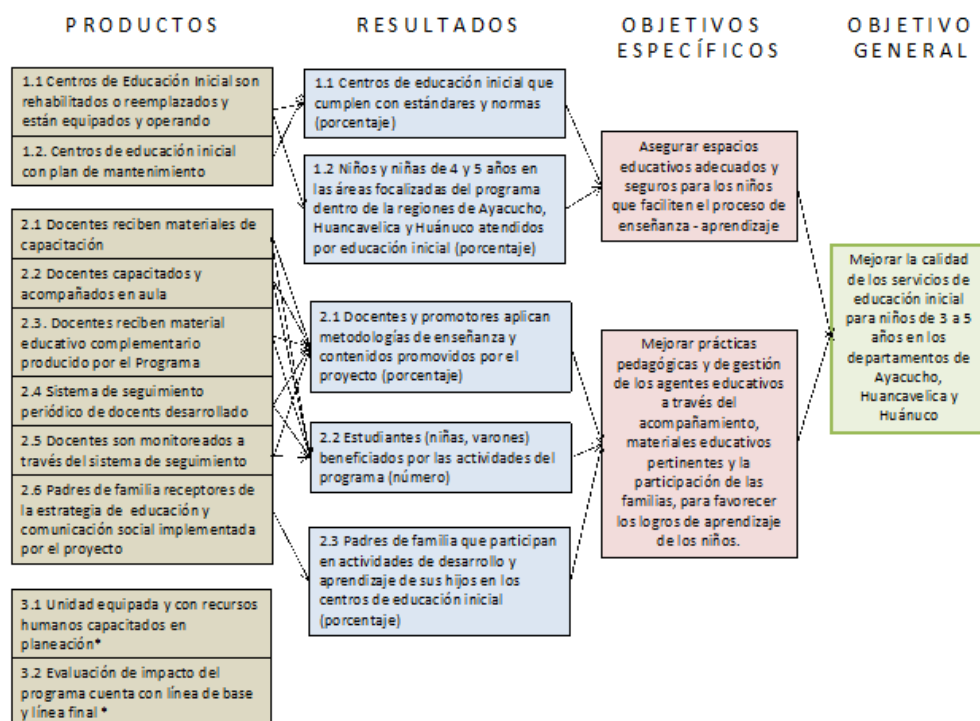 PRODUCTOS
1.1 Centros de Educación Inicial son
rehabilitados o reemplazados y
están equipados y operando
1.2. Centros de educación inicial
con plan de mantenimiento
2.1 Docentes reciben materiales de
capacitación
2.2 Docentes capacitados y
acompañados en aula
2.3. Docentes reciben material
educativo complementario
producido por el Programa
2.4 Sistema de seguimiento
periódico de docents desarrollado
2.5 Docentes son monitoreados a
través del sistema de seguimiento
2.6 Padres de familia receptores de
la estrategia de educación y
comunicación social implementada
por el proyecto
3.1 Unidad equipada y con recursos
humanos capacitados en
planeación*
3.2 Evaluación de impacto del
programa cuenta con línea de base
y línea final *
RESULTADOS
1.1 Centros de educación inicial que
cumplen con estándares y normas
(porcentaje)
1.2 Niños y niñas de 4 y 5 años en
las áreas focalizadas del programa
dentro de la regiones de Ayacucho,
Huancavelica y Huánuco atendidos
por educación inicial (porcentaje)
2.1 Docentes y promotores aplican
metodologías de enseñanza y
contenidos promovidos por el
proyecto (porcentaje)
2.2 Estudiantes (niñas, varones)
beneficiados por las actividades del
programa (número)
2.3 Padres de familia que participan
en actividades de desarrollo y
aprendizaje de sus hijos en los
centros de educación inicial
(porcentaje)
OBJETIVOS
ESPECÍFICOS
Asegurar espacios
educativos adecuados y
seguros para los niños
que faciliten el proceso de
enseñanza - aprendizaje
Mejorar prácticas
pedagógicas y de gestión
de los agentes educativos
a través del
acompañamiento,
materiales educativos
pertinentes y la
participación de las
familias, para favorecer
los logros de aprendizaje
de los niños.
OBJETIVO
GENERAL
Mejorar la calidad
de los servicios de
educación inicial
para niños de 3 a 5
años en los
departamentos de
Ayacucho,
Huancavelica y
Huánuco